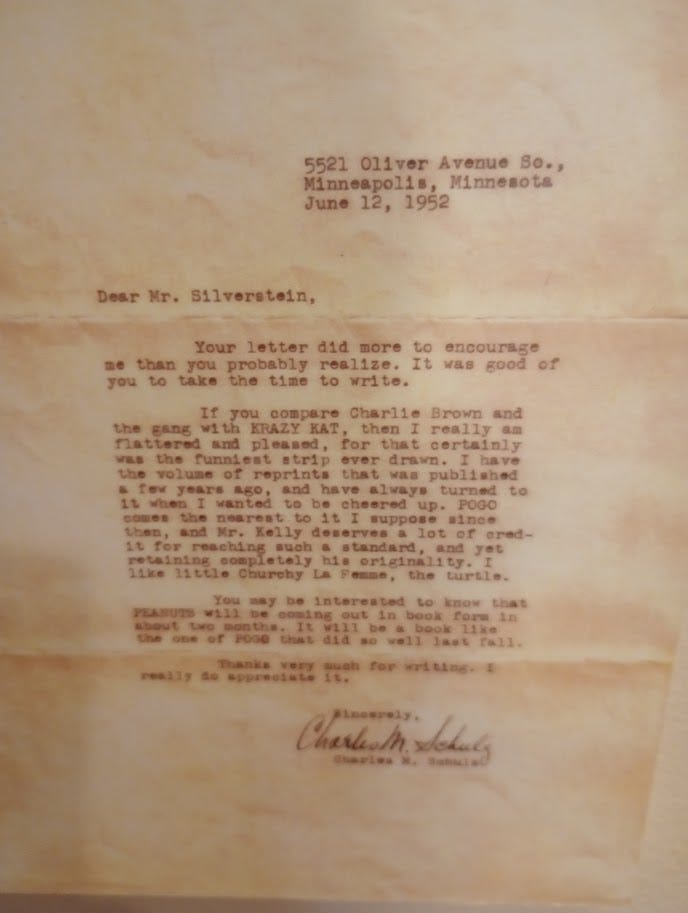 5521 Oliver Avenue So.,
Minneapolis, Minnesota
June 12, 1952
Dear Mr. Silverstein,
Your letter did more to encourage
me than you probably realize. It was good of
you to take the time to write.
If you compare Charlie Brown and
the gang with KRAZY KAT, then I really am
flattered and pleased, for that certainly
was the funniest strip ever drawn. I have
the volume of reprints that was published
a few years ago, and have always turned to
it when I wanted to be cheered up. POGO
comes the nearest to it I suppose since
then, and Mr. Kelly deserves a lot of cred-
it for reaching such a standard, and yet
retaining completely his originality. I
like little Churchy La Femme, the turtle.
You may be interested to know that
PEANUTS will be coming out in book form in
about two months. It will be a book like
the one of POGO that did so well last fall.
Thanks very much for writing. I
really do appreciate it.
Sincerely,
Charles M. Schulz
Charles M. Schulz